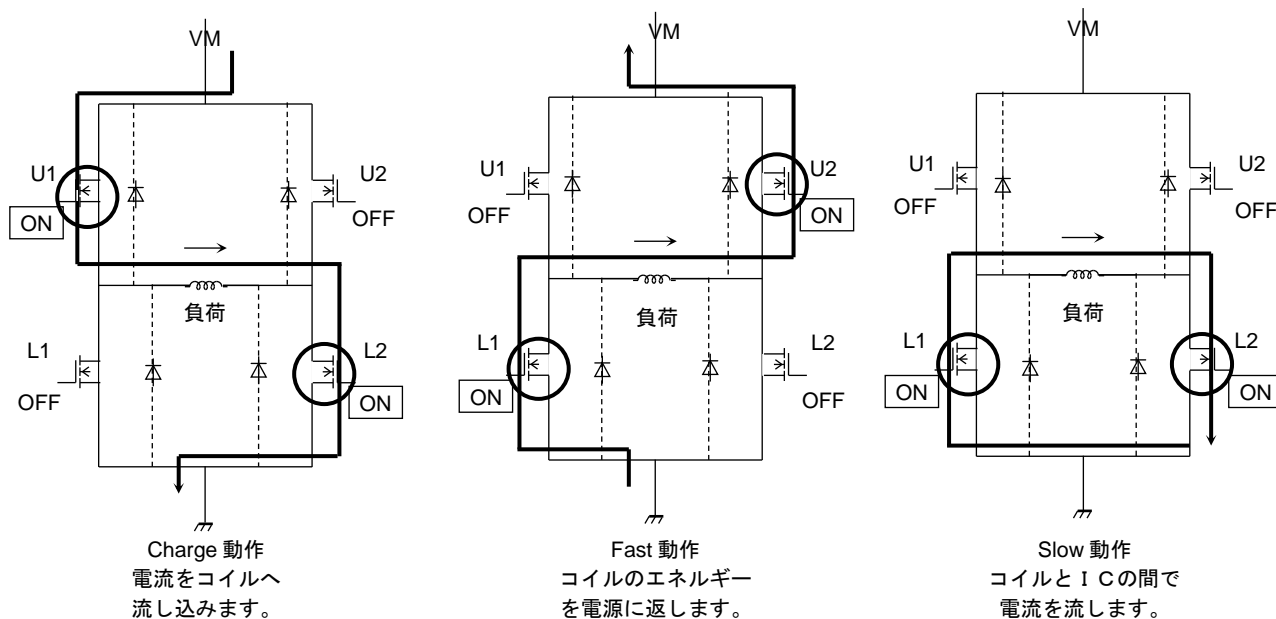 VM
U1
ON
U2
OFF
負荷
L1
OFF
L2
ON
Charge 動作
電流をコイルへ
流し込みます。
VM
U1
OFF
U2
ON
負荷
L1
ON
L2
OFF
Fast 動作
コイルのエネルギー
を電源に返します。
VM
U1
OFF
U2
OFF
負荷
L1
ON
L2
ON
Slow 動作
コイルとＩＣの間で
電流を流します。